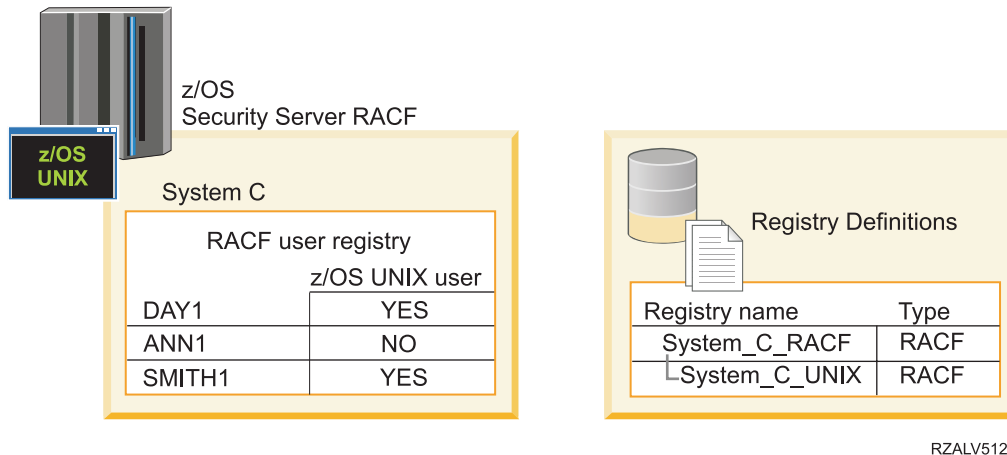 z/OS
Security Server RACF
z/OS
UNIX
System C
RACF user registry
z/OS UNIX user
DAY1 YES
ANN1 NO
SMITH1 YES
Registry Definitions
Registry name Type
System_C_RACF RACF
System_C_UNIX RACF
RZALV512